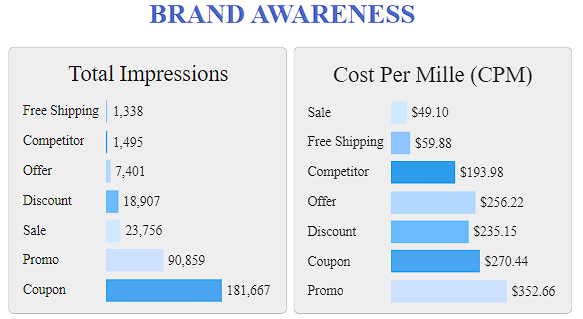 BRAND AWARENESS
Total Impressions
Free Shipping 1,338
Competitor 1,495
Offer 7,401
Discount 18,907
Sale 23,756
Promo 90,859
Coupon 181,667
Cost Per Mille (CPM)
Sale $49.10
Free Shipping $59.88
Competitor $193.98
Offer $256.22
Discount $235.15
Coupon $270.44
Promo $352.66